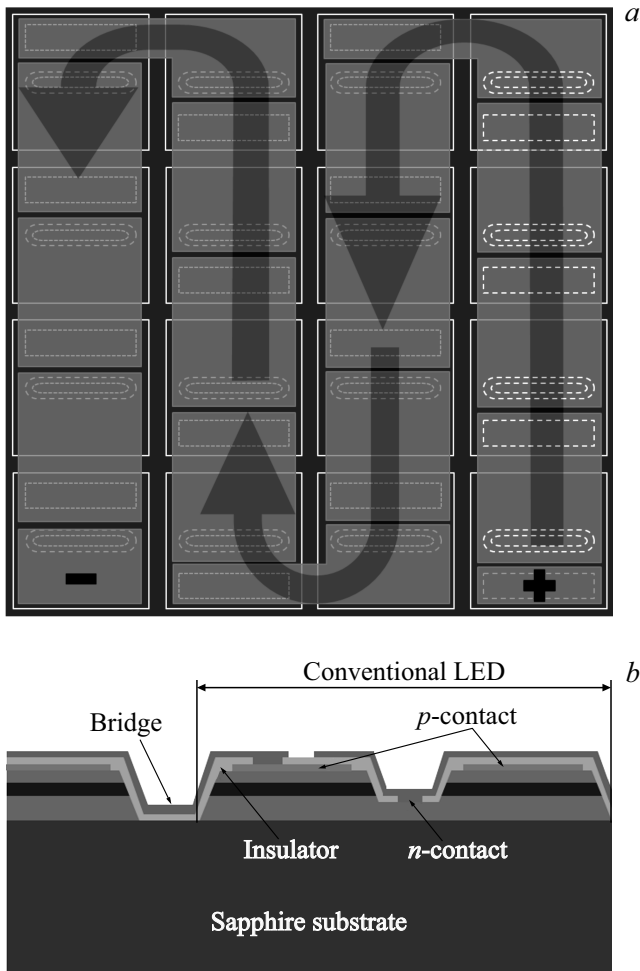 a
−
+
b
Conventional LED
Bridge
p-contact
Insulator
n-contact
Sapphire substrate